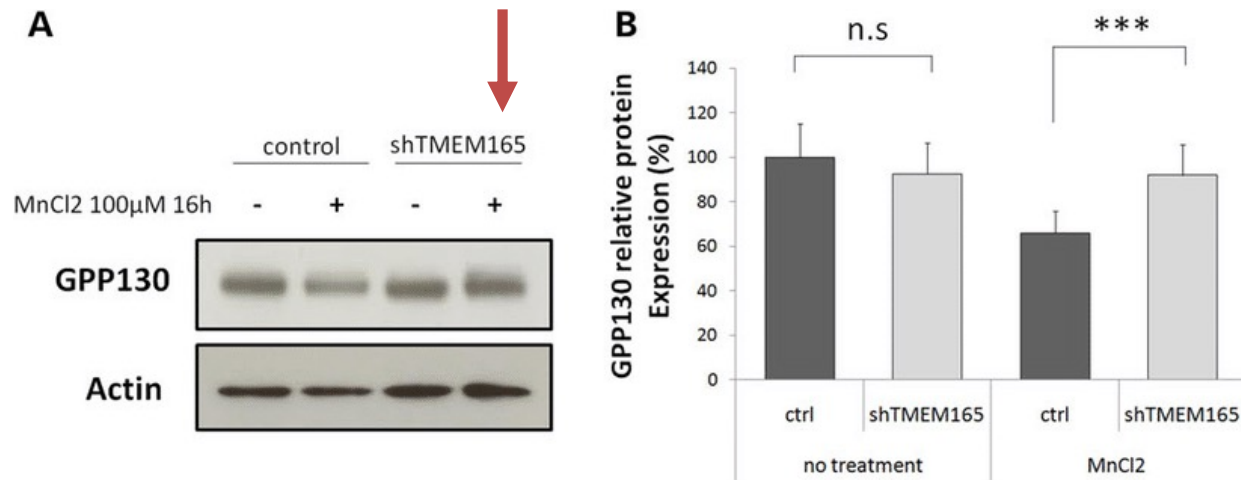 A
control shTMEM165
MnCl2 100µM 16h - + - +
GPP130
Actin
B
n.s
***
GPP130 relative protein
Expression (%)
140
120
100
80
60
40
20
0
ctrl shTMEM165 ctrl shTMEM165
no treatment MnCl2